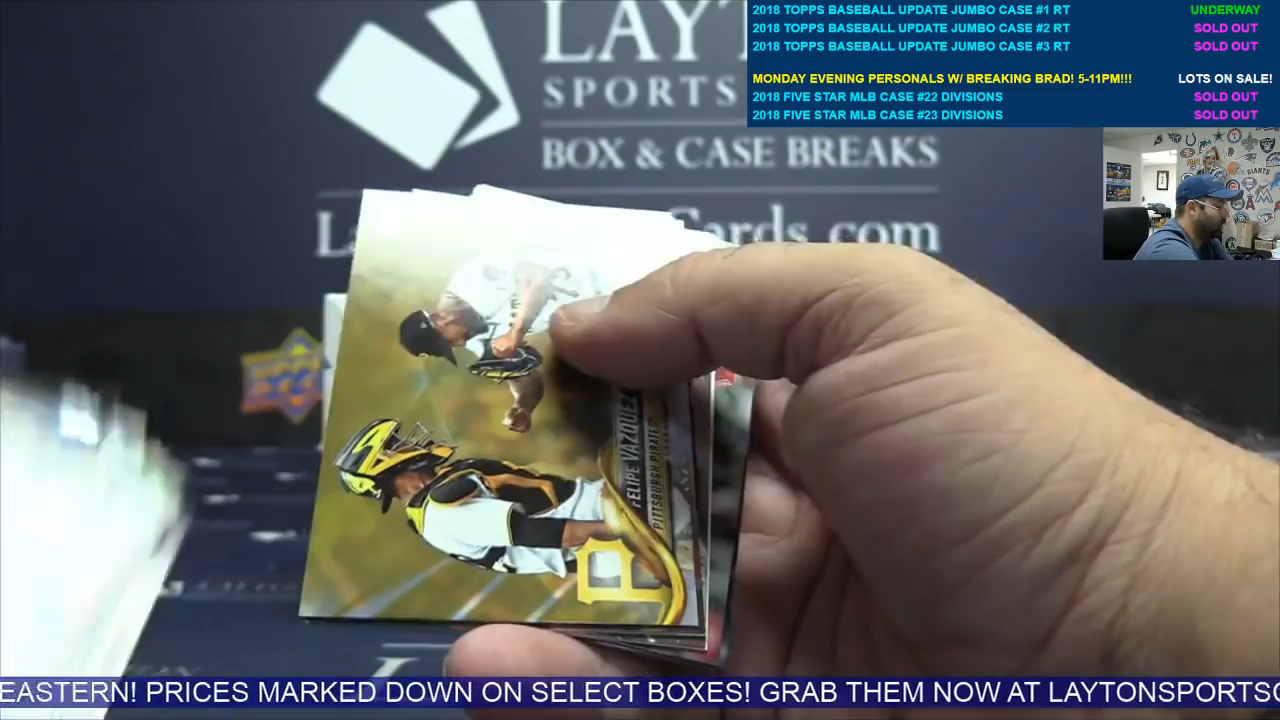 2018 TOPPS BASEBALL UPDATE JUMBO CASE #1 RT UNDERWAY
2018 TOPPS BASEBALL UPDATE JUMBO CASE #2 RT SOLD OUT
2018 TOPPS BASEBALL UPDATE JUMBO CASE #3 RT SOLD OUT
MONDAY EVENING PERSONALS W/ BREAKING BRAD! 5-11PM!!! LOTS ON SALE!
2018 FIVE STAR MLB CASE #22 DIVISIONS SOLD OUT
2018 FIVE STAR MLB CASE #23 DIVISIONS SOLD OUT
LAYT
SPORTS
BOX & CASE BREAKS
La ards.com
FELIPE VAZQUEZ
PITTSBURGH PIRATES
P
GIANTS
EASTERN! PRICES MARKED DOWN ON SELECT BOXES! GRAB THEM NOW AT LAYTONSPORTSC